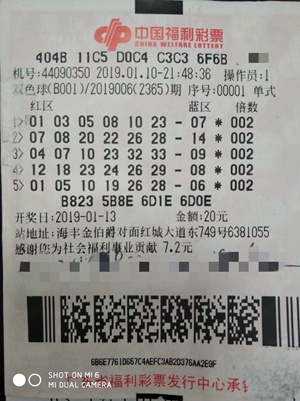 中国福利彩票
CHINA WELFARE LOTTERY
404B 11C5 D0C4 C3C3 6F6B
机号:44090350 2019.01.10-21:48:36 操作员:1
双色球(B001)/2019006(2365)期 序号:00001 单式
红区 蓝区 倍数
1) 01 03 05 08 10 23 - 07 * 002
2) 07 08 20 22 26 28 - 14 * 002
3) 04 07 10 23 32 33 - 09 * 002
4) 12 18 23 24 26 29 - 08 * 002
5) 01 05 10 19 26 28 - 06 * 002
B823 5B8E 6D1E 6D0E
开奖日:2019-01-13 金额:20元
站地址:海丰金伯爵对面红城大道东749号6381055
感谢您为社会福利事业贡献 7.2元
6B6E7761D657C4AEFC3AB20376AA2E9F
SHOT ON MI 6
MI DUAL CAMERA
省福利彩票发行中心承